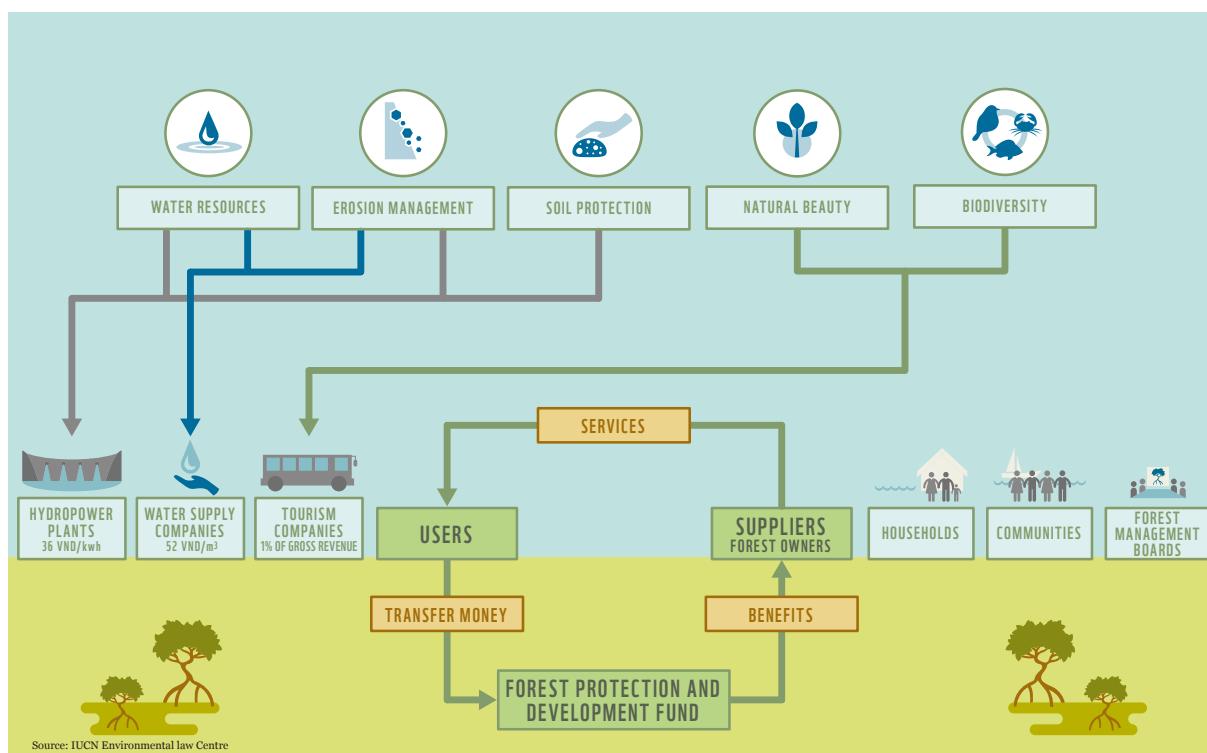 WATER RESOURCES
EROSION MANAGEMENT
SOIL PROTECTION
NATURAL BEAUTY
BIODIVERSITY
SERVICES
HYDROPOWER
PLANTS
36 VND/kwh
WATER SUPPLY
COMPANIES
52 VND/m³
TOURISM
COMPANIES
1% OF GROSS REVENUE
USERS
SUPPLIERS
FOREST OWNERS
HOUSEHOLDS
COMMUNITIES
FOREST
MANAGEMENT
BOARDS
TRANSFER MONEY
BENEFITS
FOREST PROTECTION AND
DEVELOPMENT FUND
Source: IUCN Environmental law Centre